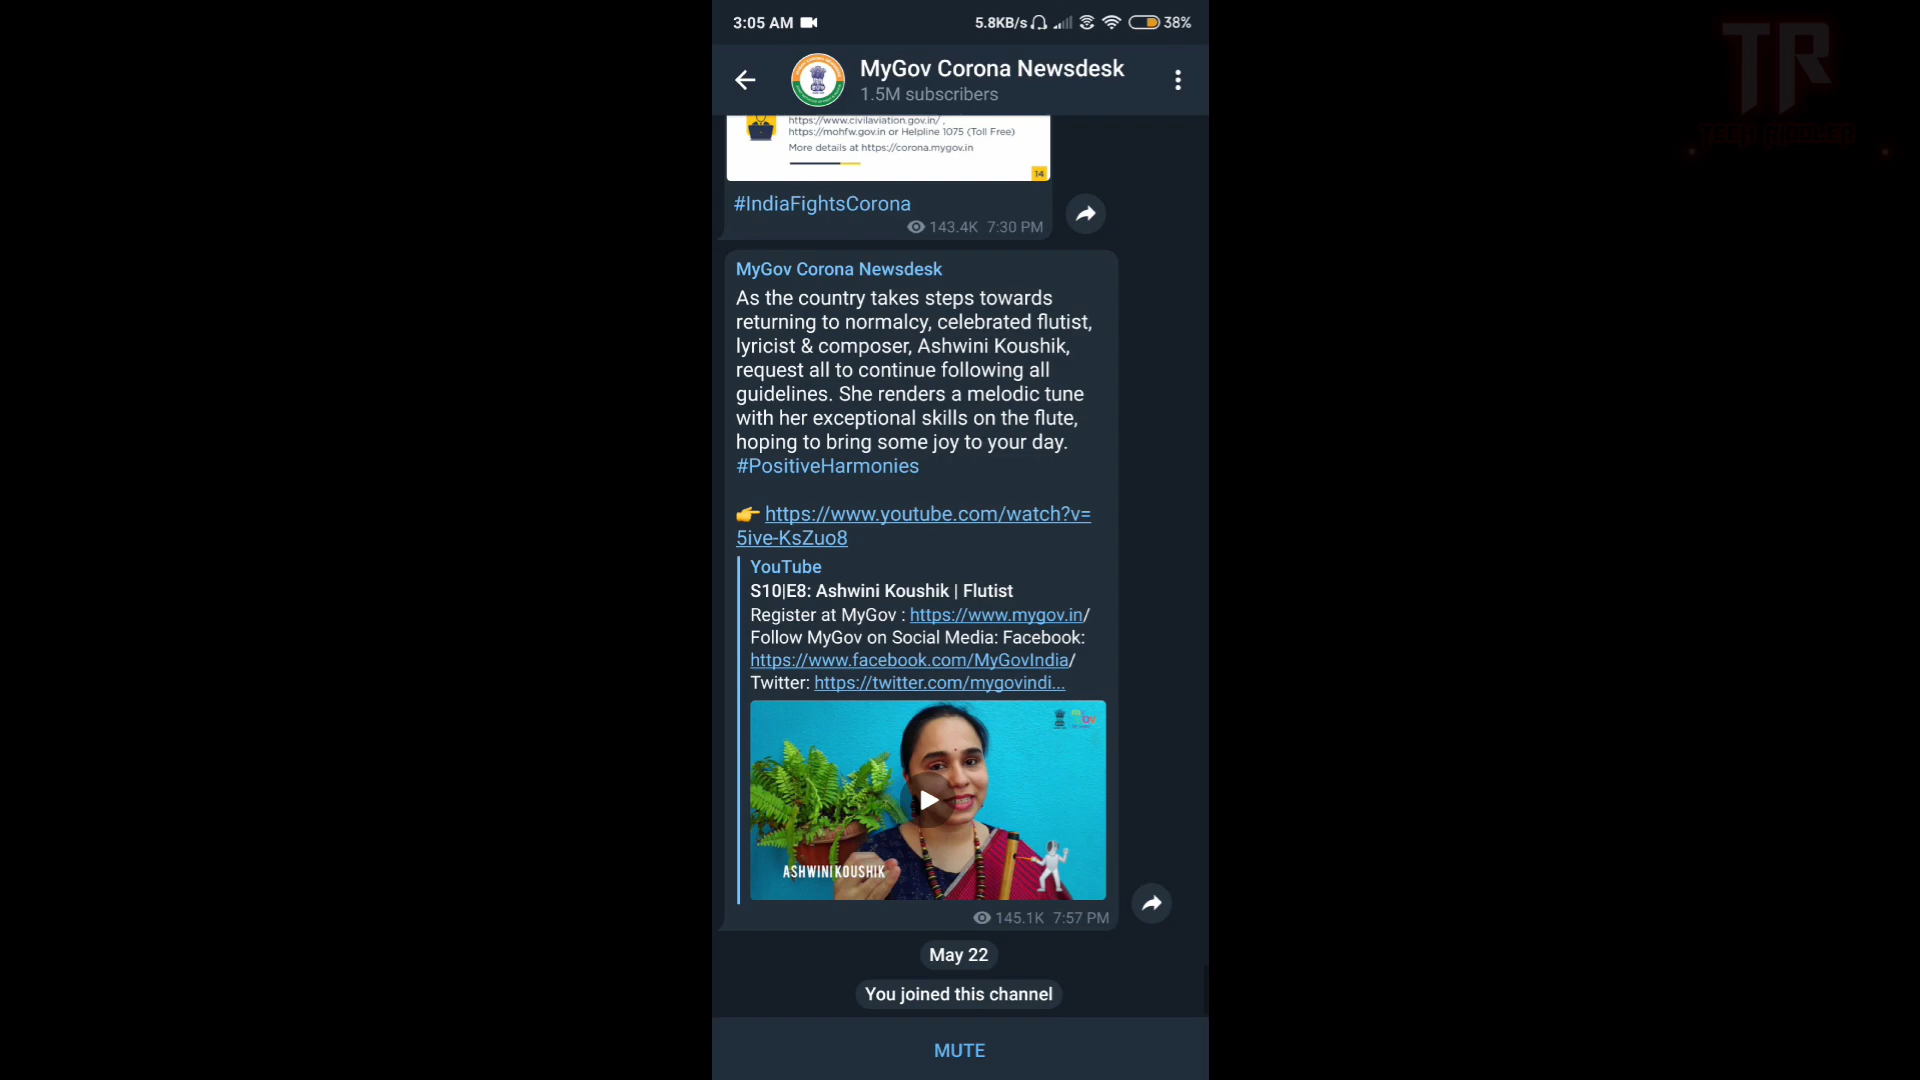 3:05 AM
5.8KB/s
38%
MyGov Corona Newsdesk
1.5M subscribers
https://www.civilaviation.gov.in/ ,
https://mohfw.gov.in or Helpline 1075 (Toll Free)
More details at https://corona.mygov.in
14
#IndiaFightsCorona
143.4K 7:30 PM
MyGov Corona Newsdesk
As the country takes steps towards
returning to normalcy, celebrated flutist,
lyricist & composer, Ashwini Koushik,
request all to continue following all
guidelines. She renders a melodic tune
with her exceptional skills on the flute,
hoping to bring some joy to your day.
#PositiveHarmonies
👉 https://www.youtube.com/watch?v=
5ive-KsZuo8
YouTube
S10|E8: Ashwini Koushik | Flutist
Register at MyGov : https://www.mygov.in/
Follow MyGov on Social Media: Facebook:
https://www.facebook.com/MyGovIndia/
Twitter: https://twitter.com/mygovindi...
ASHWINI KOUSHIK
145.1K 7:57 PM
May 22
You joined this channel
MUTE
TR